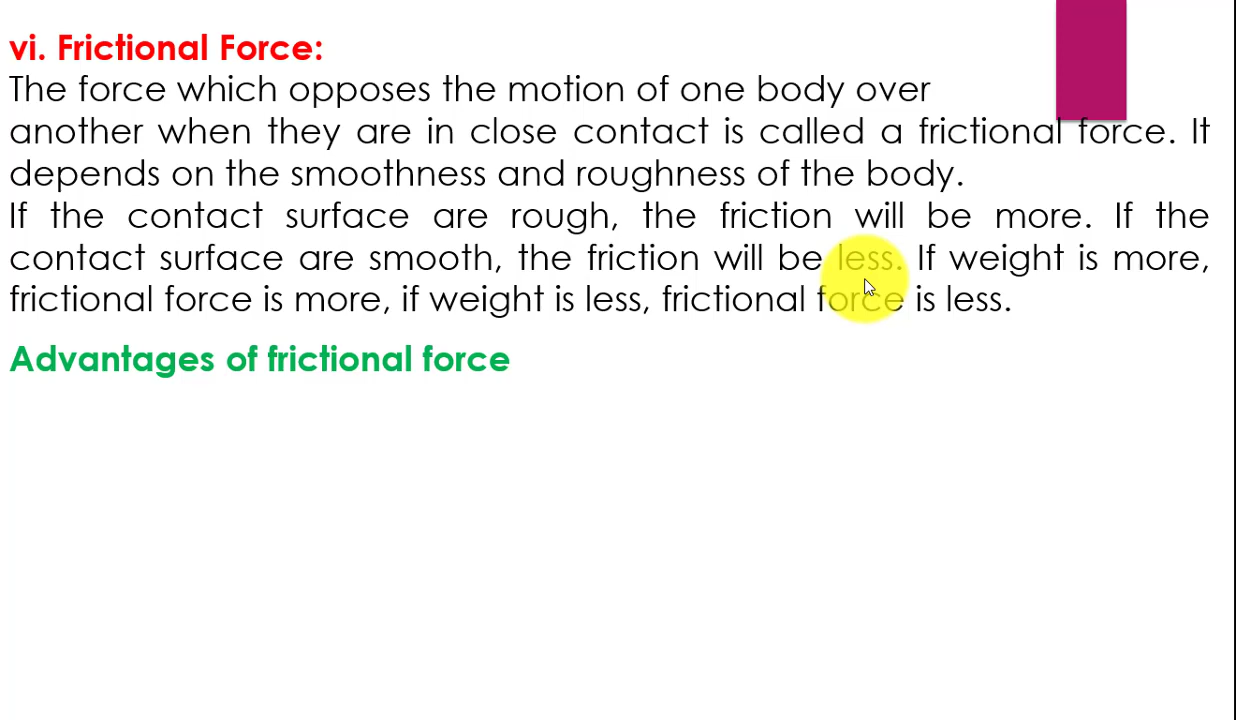 vi. Frictional Force:
The force which opposes the motion of one body over
another when they are in close contact is called a frictional force. It
depends on the smoothness and roughness of the body.
If the contact surface are rough, the friction will be more. If the
contact surface are smooth, the friction will be less. If weight is more,
frictional force is more, if weight is less, frictional force is less.
Advantages of frictional force